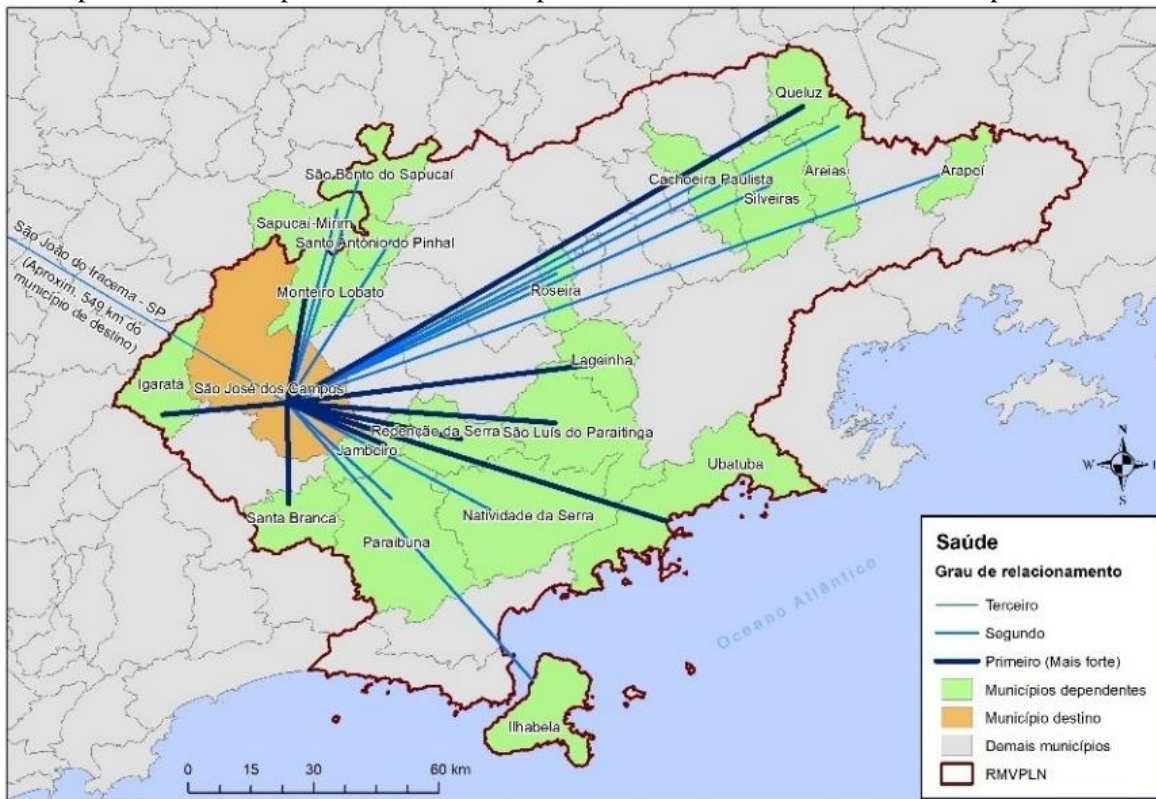 Queluz
Cachoeira Paulista
Areias
Arapeí
Silveiras
São Bento do Sapucaí
Sapucaí-Mirim
Santo Antônio do Pinhal
São João do Iracema - SP
(Aproxim. 549 km do
município de destino)
Monteiro Lobato
Roseira
Lagoinha
Igaratá
São José dos Campos
Redenção da Serra
São Luís do Paraitinga
Jambeiro
Ubatuba
Santa Branca
Natividade da Serra
Paraibuna
Ilhabela
Oceano Atlântico
N
W
E
S
0 15 30 60 km
Saúde
Grau de relacionamento
Terceiro
Segundo
Primeiro (Mais forte)
Municípios dependentes
Município destino
Demais municípios
RMVPLN